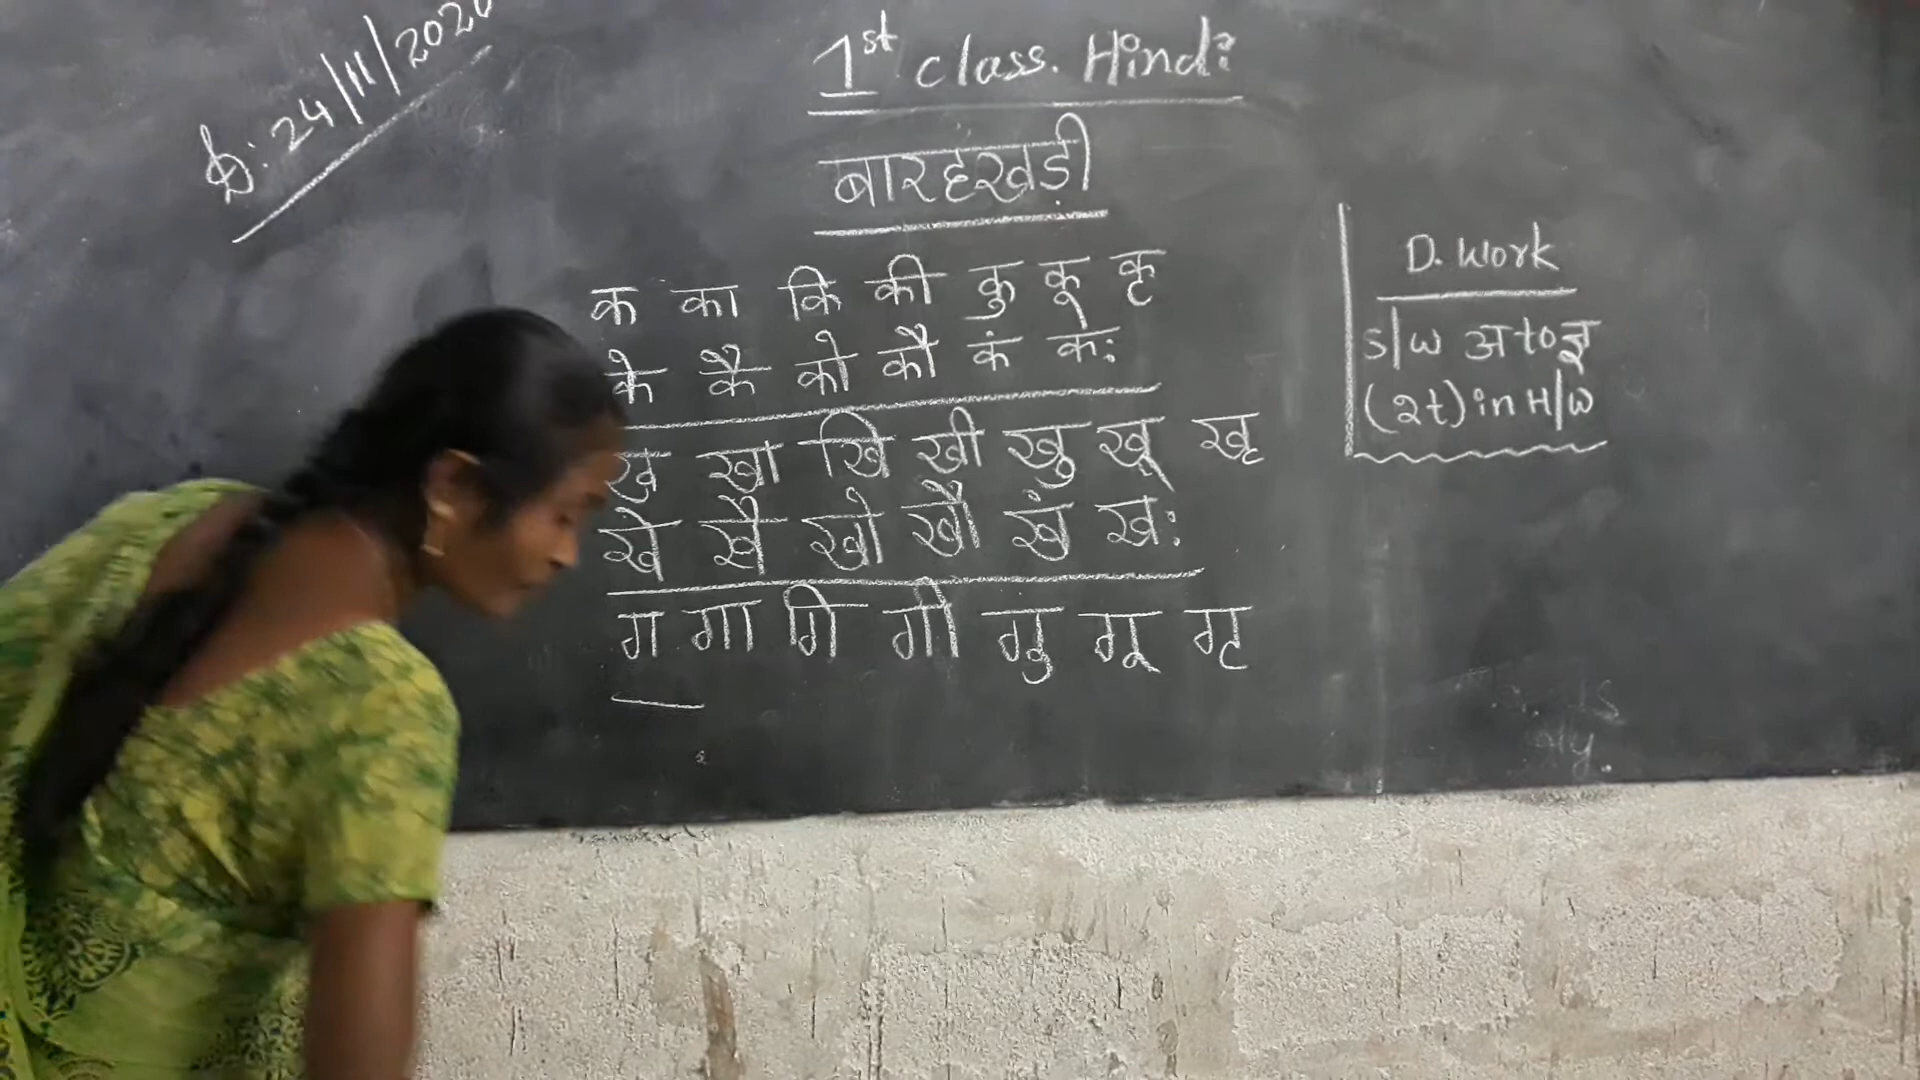 D: 24/11/2020
1st class. Hindi
बारहखड़ी
क का कि की कु कू कृ
के कै को कौ कं कः
ख खा खि खी खु खू खृ
खे खै खो खौ खं खः
ग गा गि गी गु गू गृ
D. Work
S/W अ to ज्ञ
(2t) in H/W